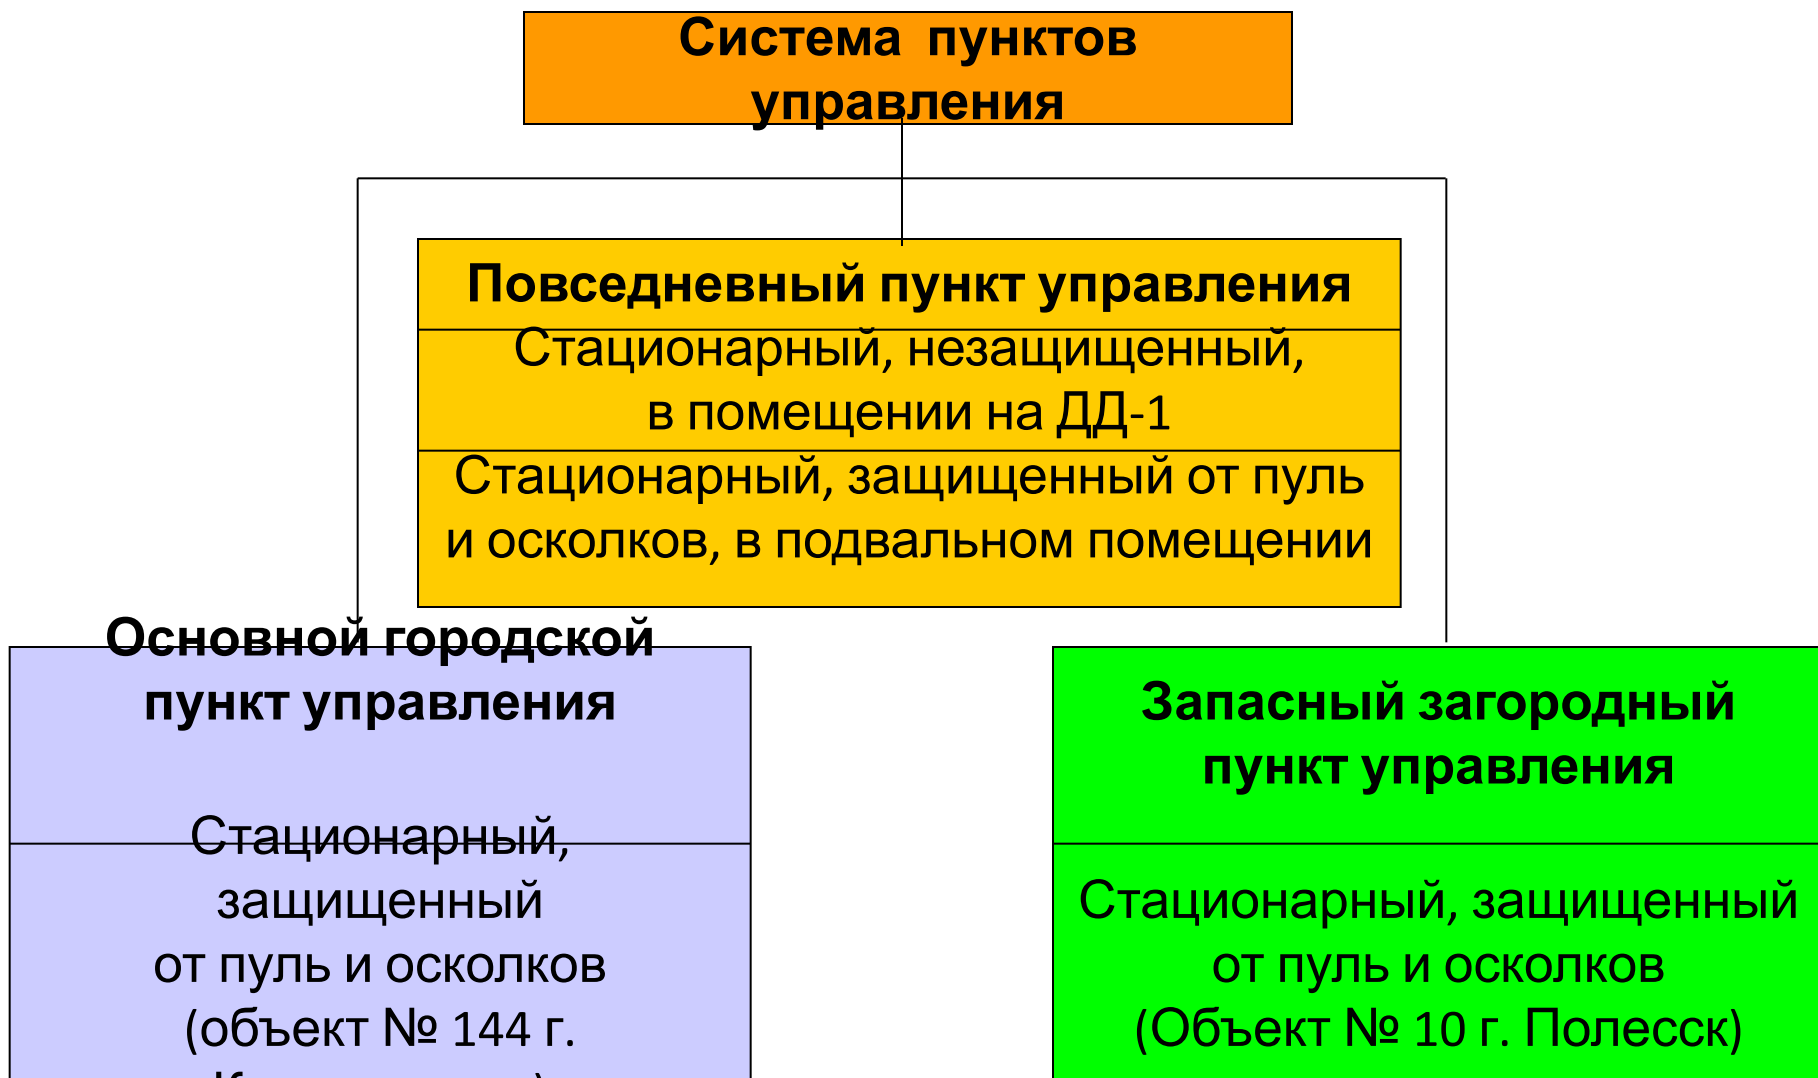 Система пунктов
управления
Повседневный пункт управления
Стационарный, незащищенный,
в помещении на ДД-1
Стационарный, защищенный от пуль
и осколков, в подвальном помещении
Основной городской
пункт управления
Стационарный,
защищенный
от пуль и осколков
(объект № 144 г.
Запасный загородный
пункт управления
Стационарный, защищенный
от пуль и осколков
(Объект № 10 г. Полесск)